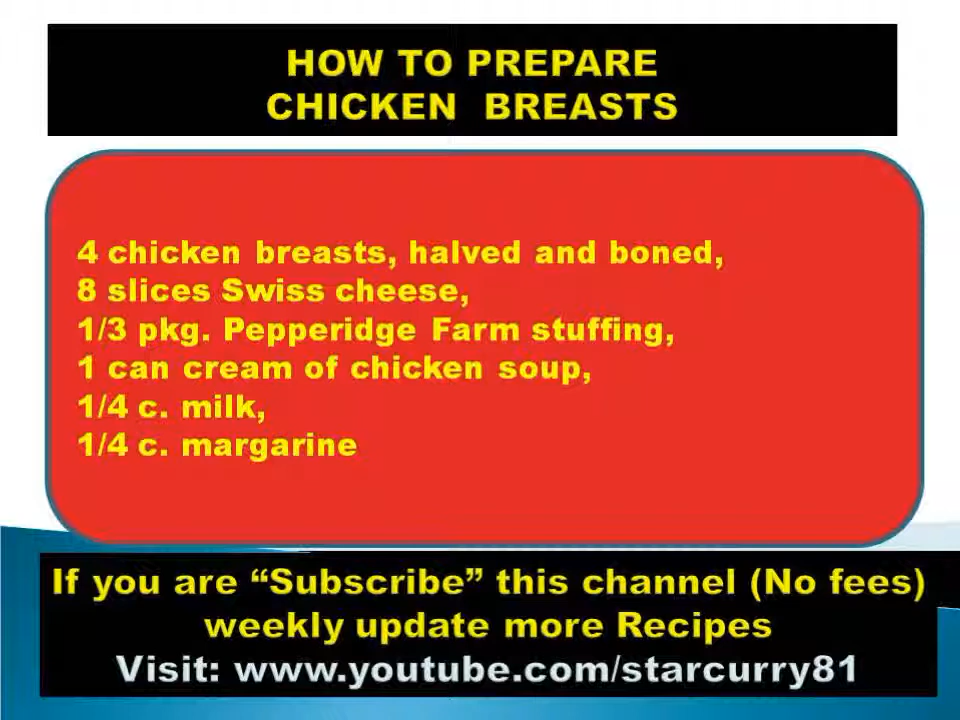 HOW TO PREPARE
CHICKEN BREASTS
4 chicken breasts, halved and boned,
8 slices Swiss cheese,
1/3 pkg. Pepperidge Farm stuffing,
1 can cream of chicken soup,
1/4 c. milk,
1/4 c. margarine
If you are “Subscribe” this channel (No fees)
weekly update more Recipes
Visit: www.youtube.com/starcurry81